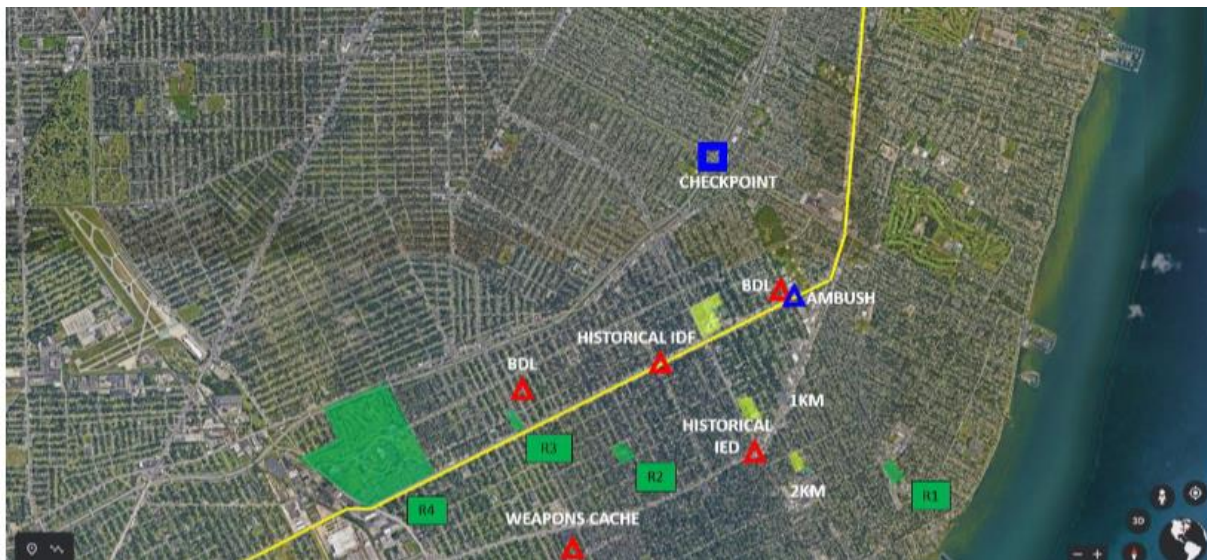 CHECKPOINT
BDL
AMBUSH
HISTORICAL IDF
BDL
1KM
HISTORICAL
IED
R3
R2
2KM
R1
R4
WEAPONS CACHE
3D